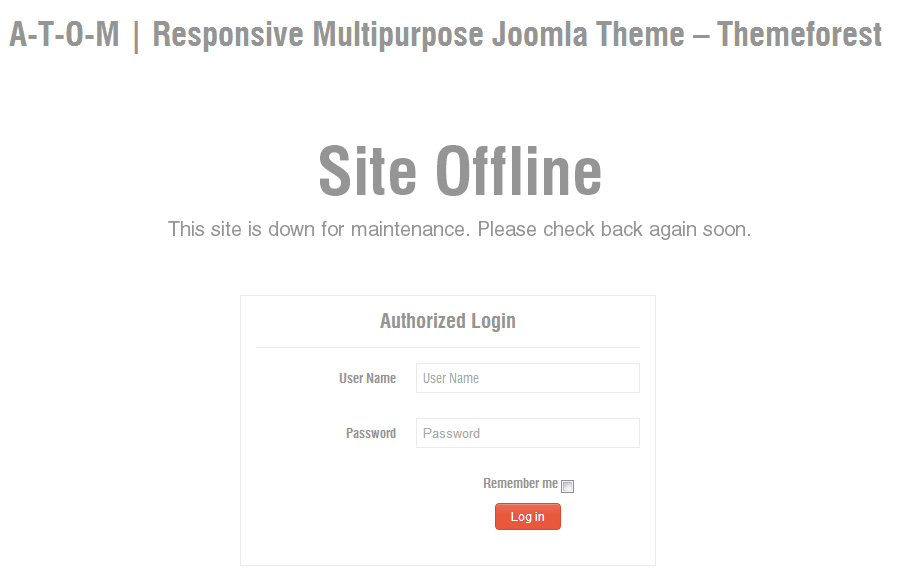 A-T-O-M | Responsive Multipurpose Joomla Theme – Themeforest
Site Offline
This site is down for maintenance. Please check back again soon.
Authorized Login
User Name User Name
Password Password
Remember me
Log in